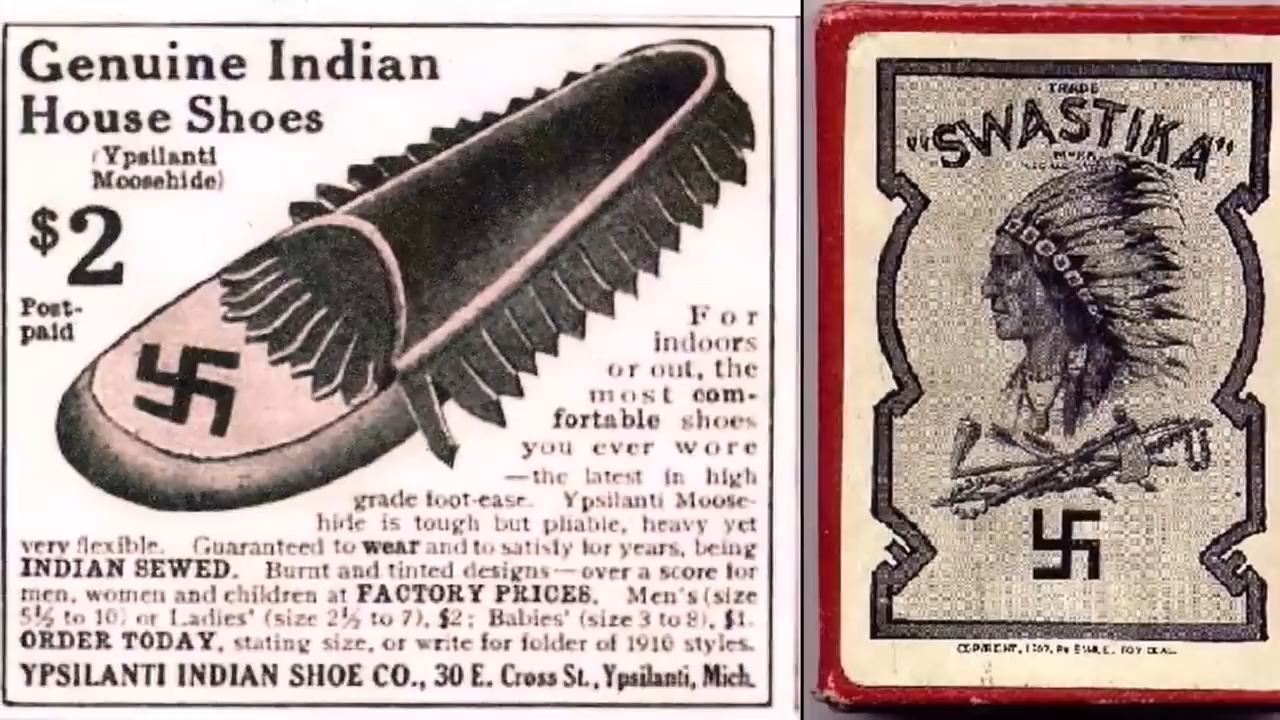 Genuine Indian
House Shoes
(Ypsilanti
Moosehide)
$2
Post-
paid
For
indoors
or out, the
most com-
fortable shoes
you ever wore
—the latest in high
grade foot-ease. Ypsilanti Moose-
hide is tough but pliable, heavy yet
very flexible. Guaranteed to wear and to satisfy for years, being
INDIAN SEWED. Burnt and tinted designs—over a score for
men, women and children at FACTORY PRICES. Men's (size
5½ to 10) or Ladies' (size 2½ to 7), $2; Babies' (size 3 to 8), $1.
ORDER TODAY, stating size, or write for folder of 1910 styles.
YPSILANTI INDIAN SHOE CO., 30 E. Cross St., Ypsilanti, Mich.
TRADE
"SWASTIKA"
COPYRIGHT